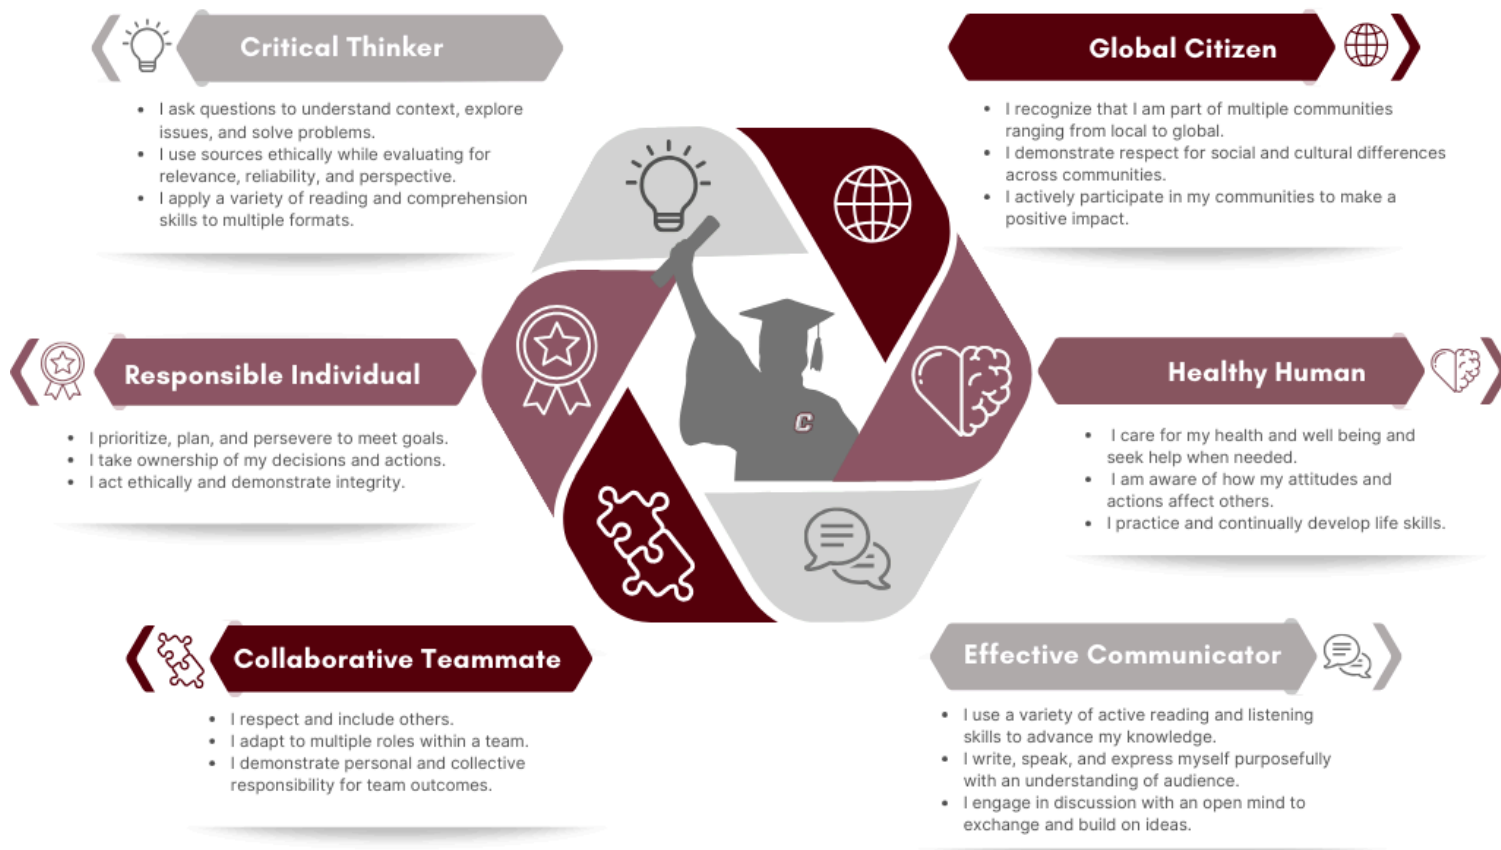 Critical Thinker
• I ask questions to understand context, explore
issues, and solve problems.
• I use sources ethically while evaluating for
relevance, reliability, and perspective.
• I apply a variety of reading and comprehension
skills to multiple formats.
Global Citizen
• I recognize that I am part of multiple communities
ranging from local to global.
• I demonstrate respect for social and cultural differences
across communities.
• I actively participate in my communities to make a
positive impact.
Responsible Individual
• I prioritize, plan, and persevere to meet goals.
• I take ownership of my decisions and actions.
• I act ethically and demonstrate integrity.
C
Healthy Human
• I care for my health and well being and
seek help when needed.
• I am aware of how my attitudes and
actions affect others.
• I practice and continually develop life skills.
Collaborative Teammate
• I respect and include others.
• I adapt to multiple roles within a team.
• I demonstrate personal and collective
responsibility for team outcomes.
Effective Communicator
• I use a variety of active reading and listening
skills to advance my knowledge.
• I write, speak, and express myself purposefully
with an understanding of audience.
• I engage in discussion with an open mind to
exchange and build on ideas.